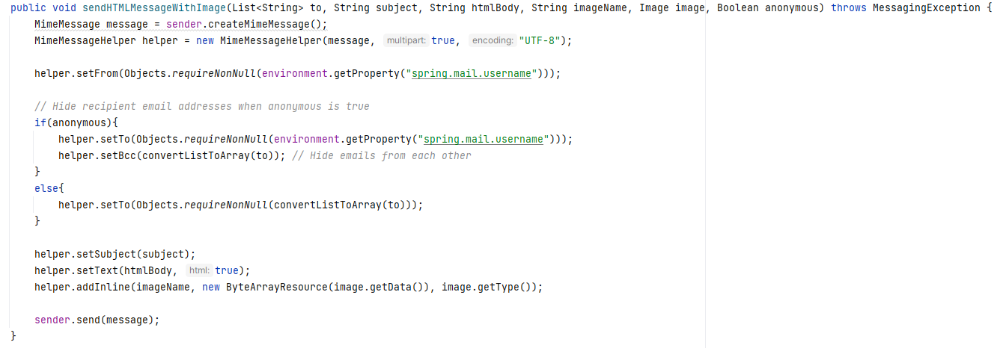 public void sendHTMLMessageWithImage(List<String> to, String subject, String htmlBody, String imageName, Image image, Boolean anonymous) throws MessagingException {
MimeMessage message = sender.createMimeMessage();
MimeMessageHelper helper = new MimeMessageHelper(message, multipart: true, encoding: "UTF-8");
helper.setFrom(Objects.requireNonNull(environment.getProperty("spring.mail.username")));
// Hide recipient email addresses when anonymous is true
if(anonymous){
helper.setTo(Objects.requireNonNull(environment.getProperty("spring.mail.username")));
helper.setBcc(convertListToArray(to)); // Hide emails from each other
}
else{
helper.setTo(Objects.requireNonNull(convertListToArray(to)));
}
helper.setSubject(subject);
helper.setText(htmlBody, html: true);
helper.addInline(imageName, new ByteArrayResource(image.getData()), image.getType());
sender.send(message);
}